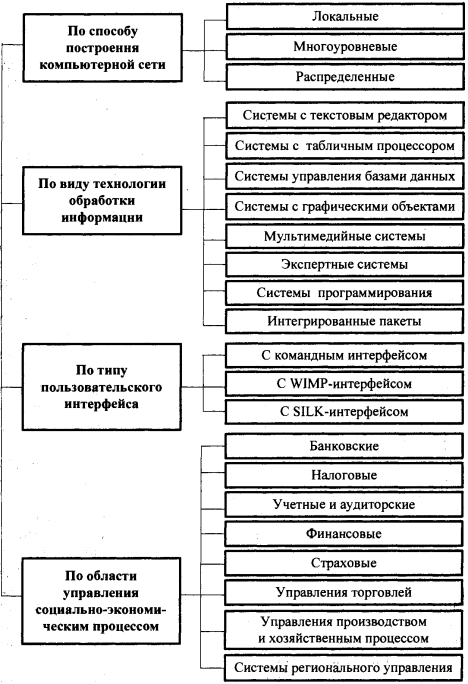 По способу
построения
компьютерной сети
Локальные
Многоуровневые
Распределенные
По виду технологии
обработки
информации
Системы с текстовым редактором
Системы с табличным процессором
Системы управления базами данных
Системы с графическими объектами
Мультимедийные системы
Экспертные системы
Системы программирования
Интегрированные пакеты
По типу
пользовательского
интерфейса
С командным интерфейсом
С WIMP-интерфейсом
С SILK-интерфейсом
По области
управления
социально-экономи-
ческим процессом
Банковские
Налоговые
Учетные и аудиторские
Финансовые
Страховые
Управления торговлей
Управления производством
и хозяйственным процессом
Системы регионального управления